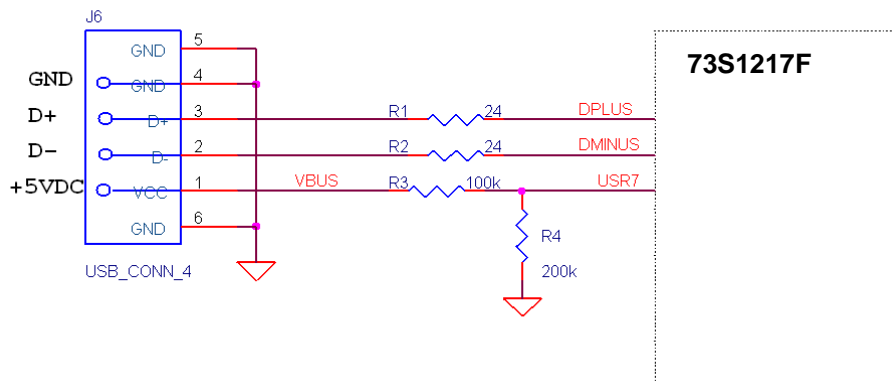 J6
GND 5
73S1217F
GND GND 4
D+ D+ 3 R1 24 DPLUS
D- D- 2 R2 24 DMINUS
+5VDC VCC 1 VBUS R3 100k USR7
GND 6
R4
200k
USB_CONN_4